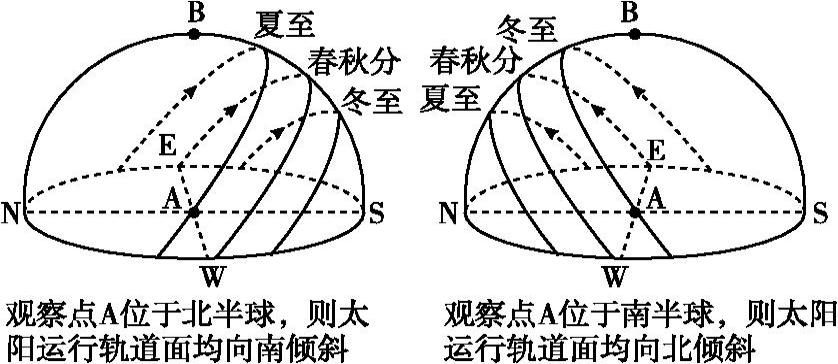 B
夏至
春秋分
冬至
E
N
A
S
W
观察点A位于北半球，则太
阳运行轨道面均向南倾斜
B
冬至
春秋分
夏至
E
N
A
S
W
观察点A位于南半球，则太阳
运行轨道面均向北倾斜